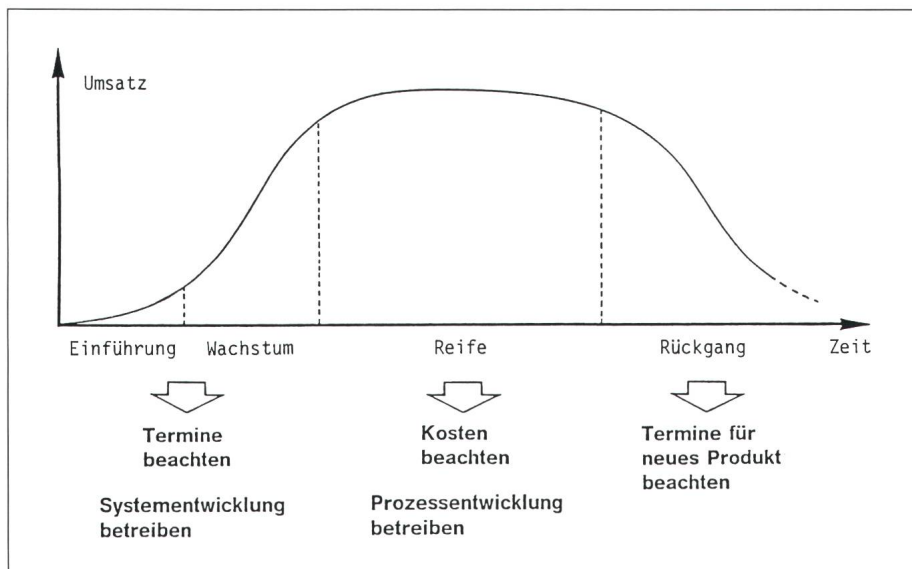 Umsatz
Einführung Wachstum Reife Rückgang Zeit
Termine
beachten
Systementwicklung
betreiben
Kosten
beachten
Prozessentwicklung
betreiben
Termine für
neues Produkt
beachten